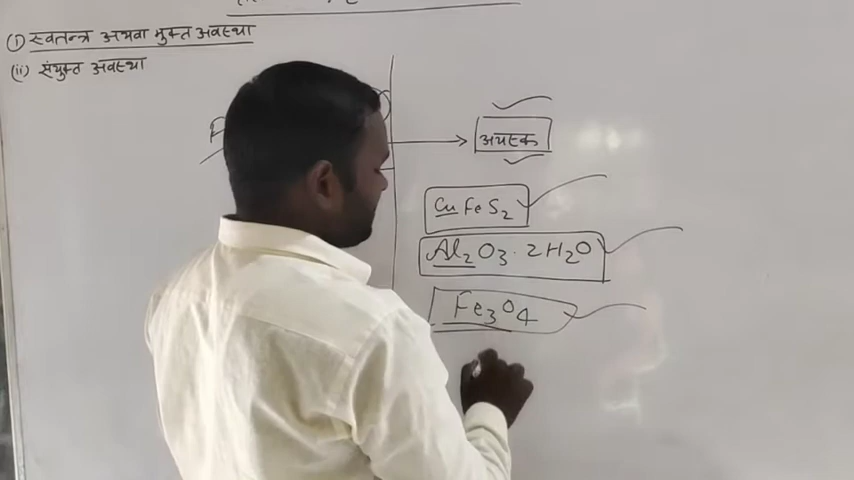 (i) स्वतन्त्र अथवा मुक्त अवस्था
(ii) संयुक्त अवस्था
अयस्क
CuFeS₂
Al₂O₃·2H₂O
Fe₃O₄